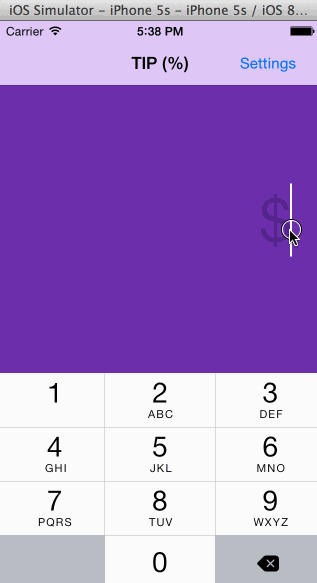 iOS Simulator – iPhone 5s – iPhone 5s / iOS 8...
Carrier 5:38 PM
TIP (%) Settings
$
1 2 3
ABC DEF
4 5 6
GHI JKL MNO
7 8 9
PQRS TUV WXYZ
0